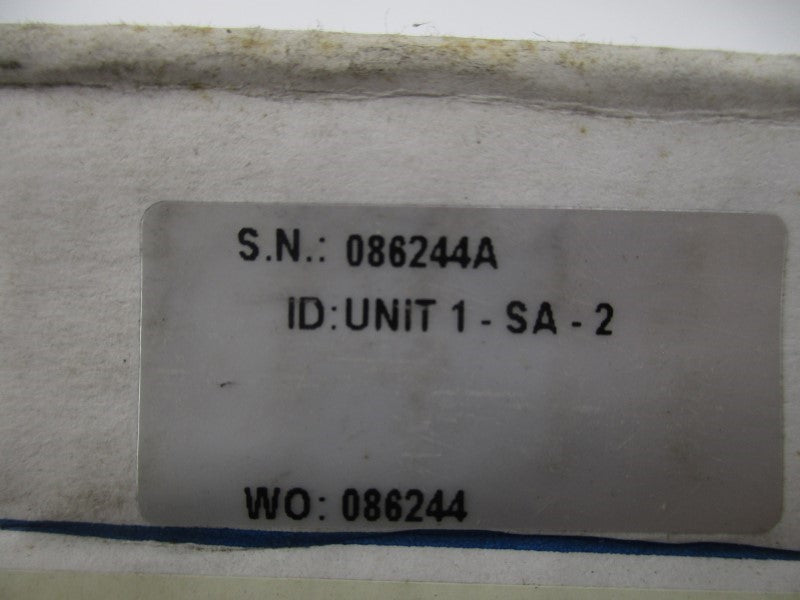 S.N.: 086244A
ID: UNiT 1 - SA - 2
WO: 086244